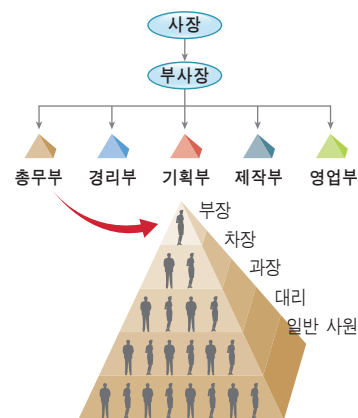 사장
부사장
총무부 경리부 기획부 제작부 영업부
부장
차장
과장
대리
일반 사원